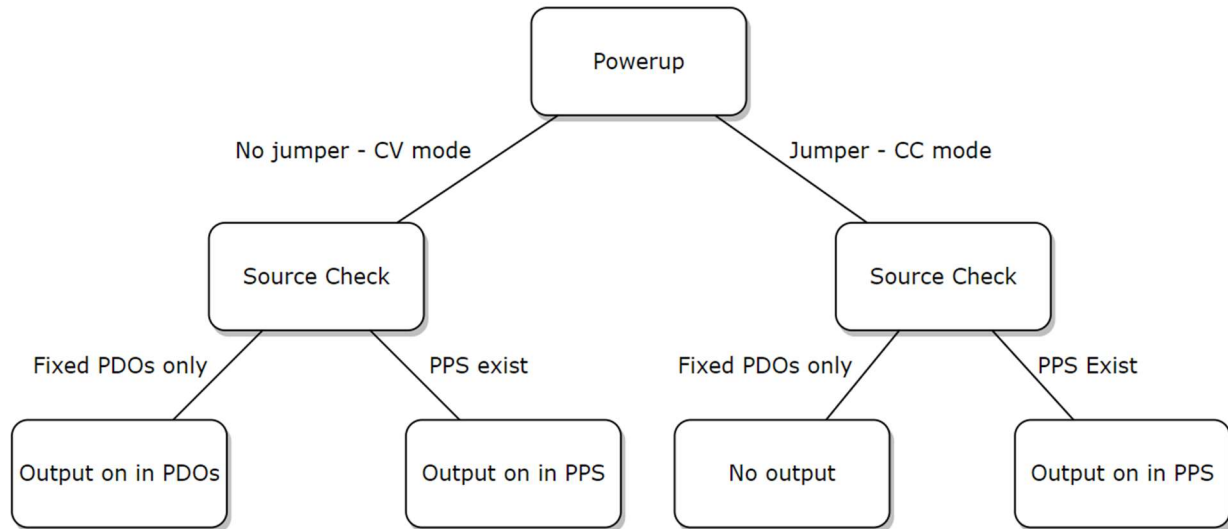 Powerup
No jumper - CV mode
Jumper - CC mode
Source Check
Source Check
Fixed PDOs only
PPS exist
Fixed PDOs only
PPS Exist
Output on in PDOs
Output on in PPS
No output
Output on in PPS